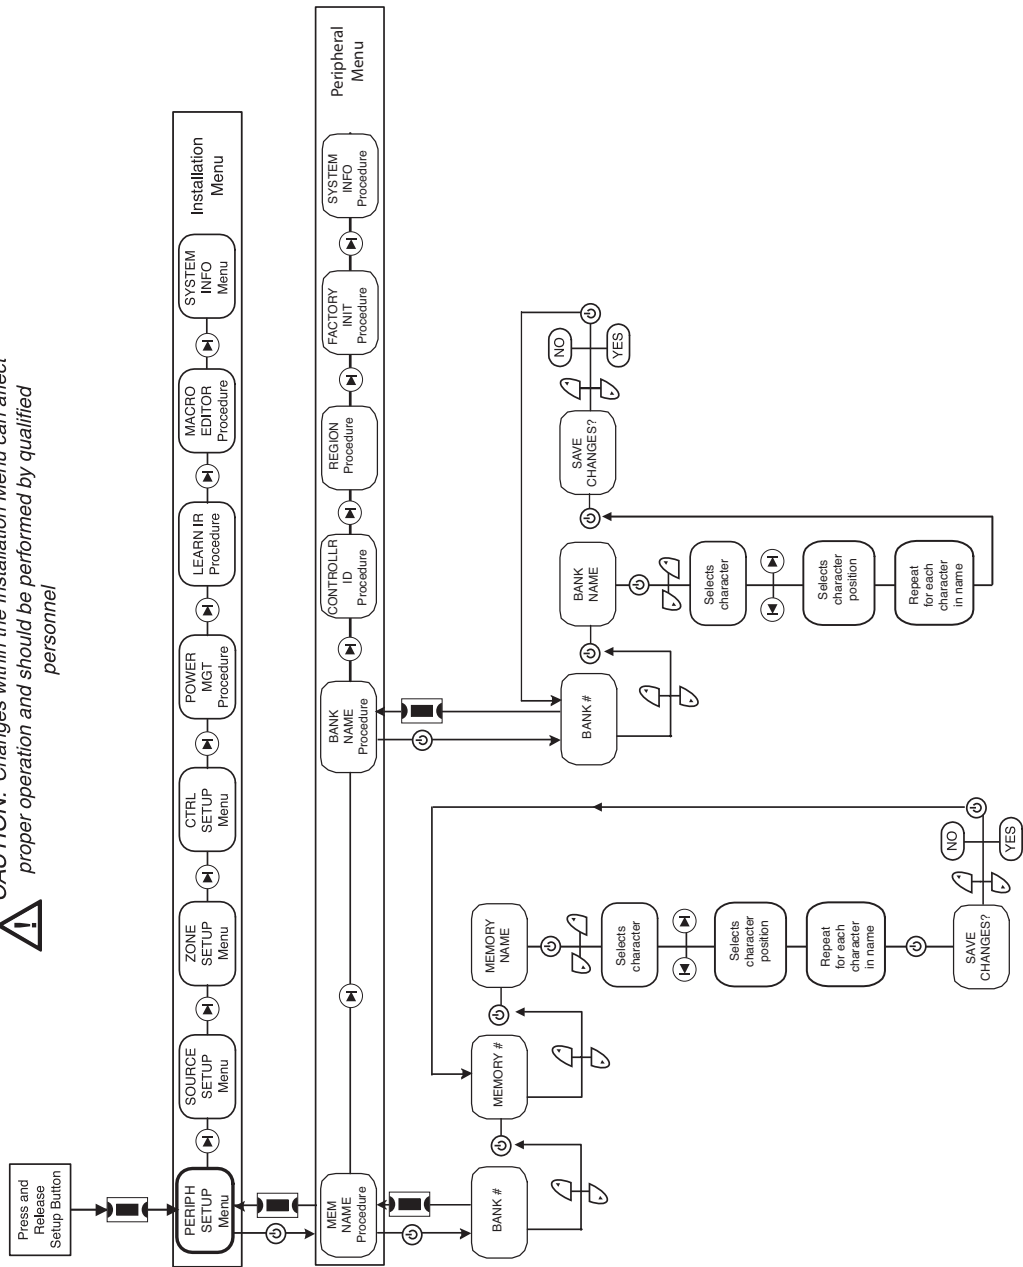 CAUTION: Changes within the Installation Menu can affect
proper operation and should be performed by qualified
personnel
Press and
Release
Setup Button
PERIPH
SETUP
Menu
SOURCE
SETUP
Menu
ZONE
SETUP
Menu
CTRL
SETUP
Menu
POWER
MGT
Procedure
LEARN IR
Procedure
MACRO
EDITOR
Procedure
SYSTEM
INFO
Menu
Installation
Menu
MEM
NAME
Procedure
BANK
NAME
Procedure
CONTROLLR
ID
Procedure
REGION
Procedure
FACTORY
INIT
Procedure
SYSTEM
INFO
Procedure
Peripheral
Menu
BANK #
MEMORY #
MEMORY
NAME
Selects
character
Selects
character
position
Repeat
for each
character
in name
SAVE
CHANGES?
NO
YES
BANK #
BANK
NAME
Selects
character
Selects
character
position
Repeat
for each
character
in name
SAVE
CHANGES?
NO
YES